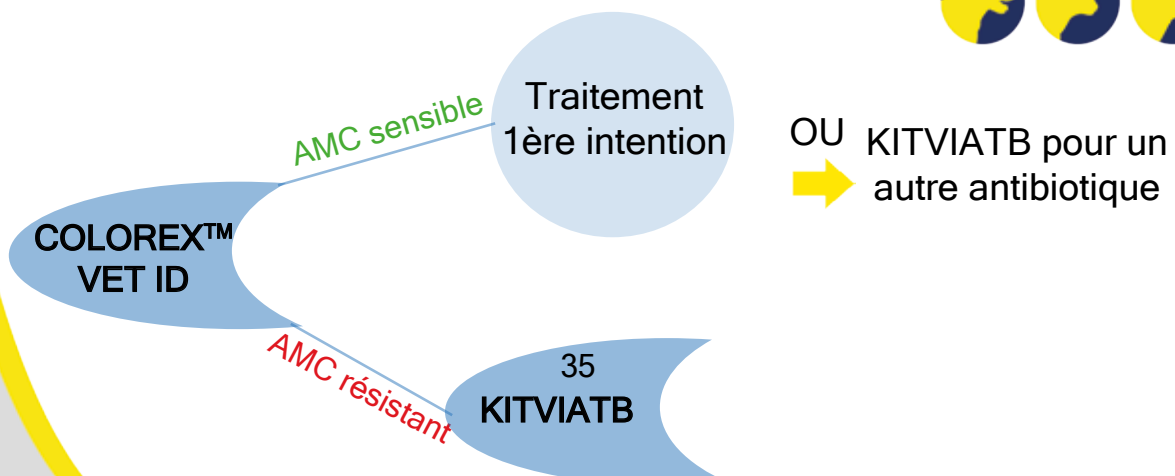 AMC sensible
Traitement
1ère intention
OU
KITVIATB pour un
autre antibiotique
COLOREX™
VET ID
AMC résistant
35
KITVIATB